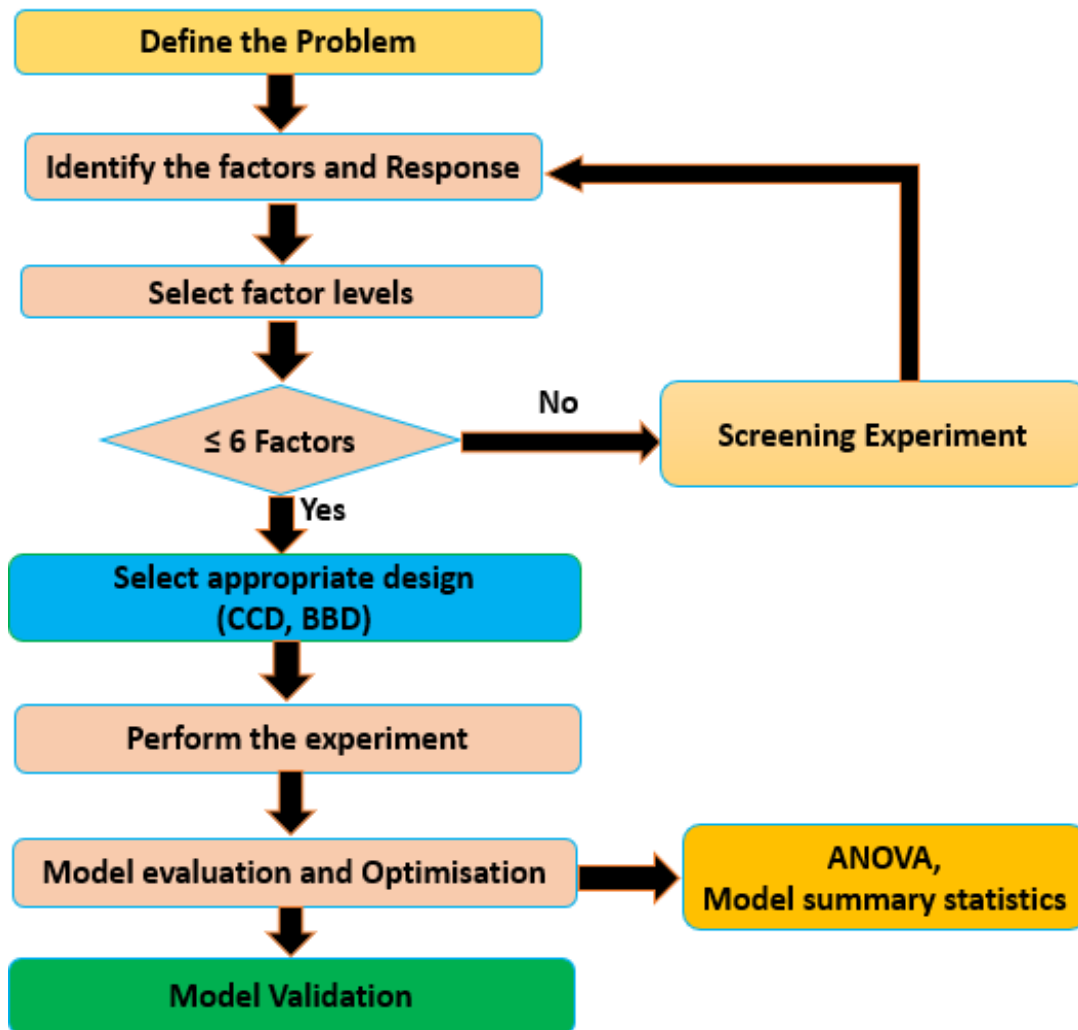 Define the Problem
Identify the factors and Response
Select factor levels
≤ 6 Factors
No
Screening Experiment
Yes
Select appropriate design
(CCD, BBD)
Perform the experiment
Model evaluation and Optimisation
ANOVA,
Model summary statistics
Model Validation